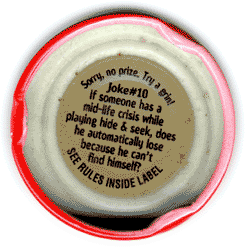 Sorry, no prize. Try a grin!
Joke#10
If someone has a
mid-life crisis while
playing hide & seek, does
he automatically lose
because he can't
find himself?
SEE RULES INSIDE LABEL